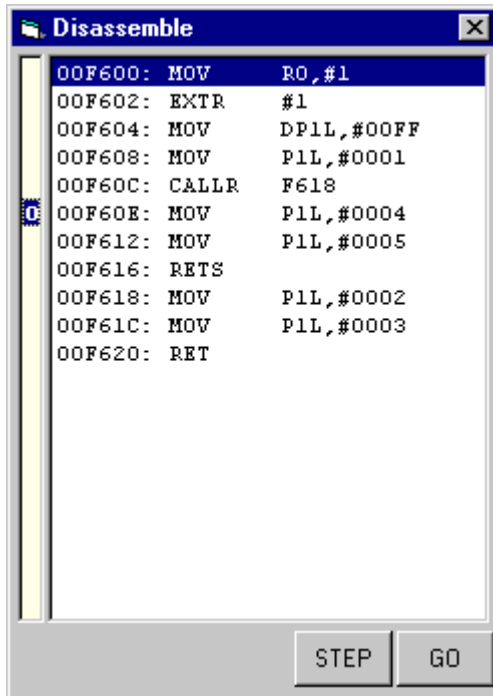 Disassemble
00F600: MOV R0,#1
00F602: EXTR #1
00F604: MOV DP1L,#00FF
00F608: MOV P1L,#0001
00F60C: CALLR F618
0 00F60E: MOV P1L,#0004
00F612: MOV P1L,#0005
00F616: RETS
00F618: MOV P1L,#0002
00F61C: MOV P1L,#0003
00F620: RET
STEP GO